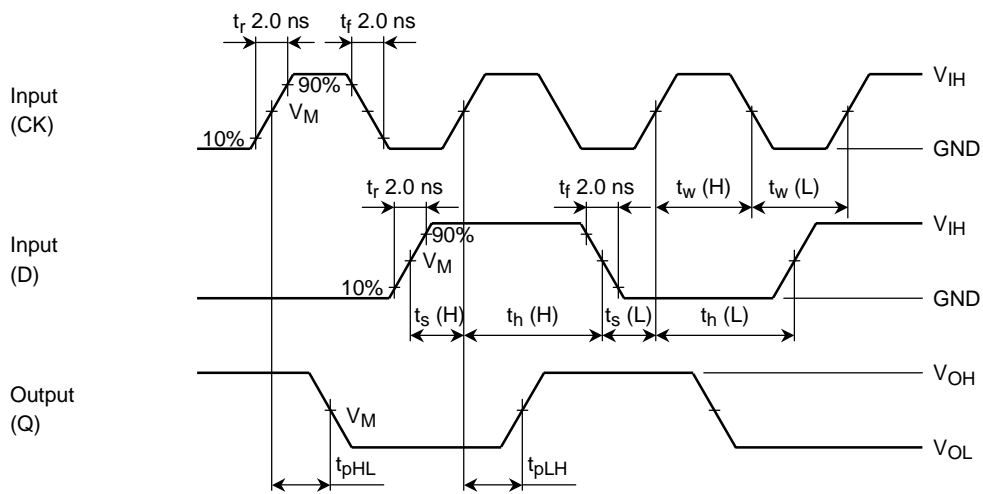 tr 2.0 ns tf 2.0 ns
Input
(CK)
90%
VM
10%
VIH
GND
tr 2.0 ns tf 2.0 ns tw (H) tw (L)
Input
(D)
90%
VM
10%
VIH
GND
ts (H) th (H) ts (L) th (L)
Output
(Q)
VM
VOH
VOL
tpHL tpLH